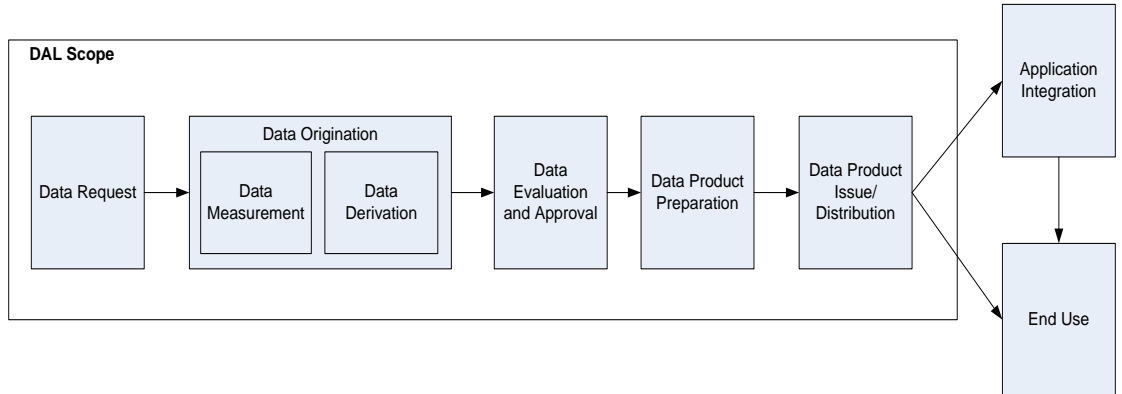 DAL Scope
Data Request
Data Origination
Data
Measurement
Data
Derivation
Data
Evaluation
and Approval
Data Product
Preparation
Data Product
Issue/
Distribution
Application
Integration
End Use